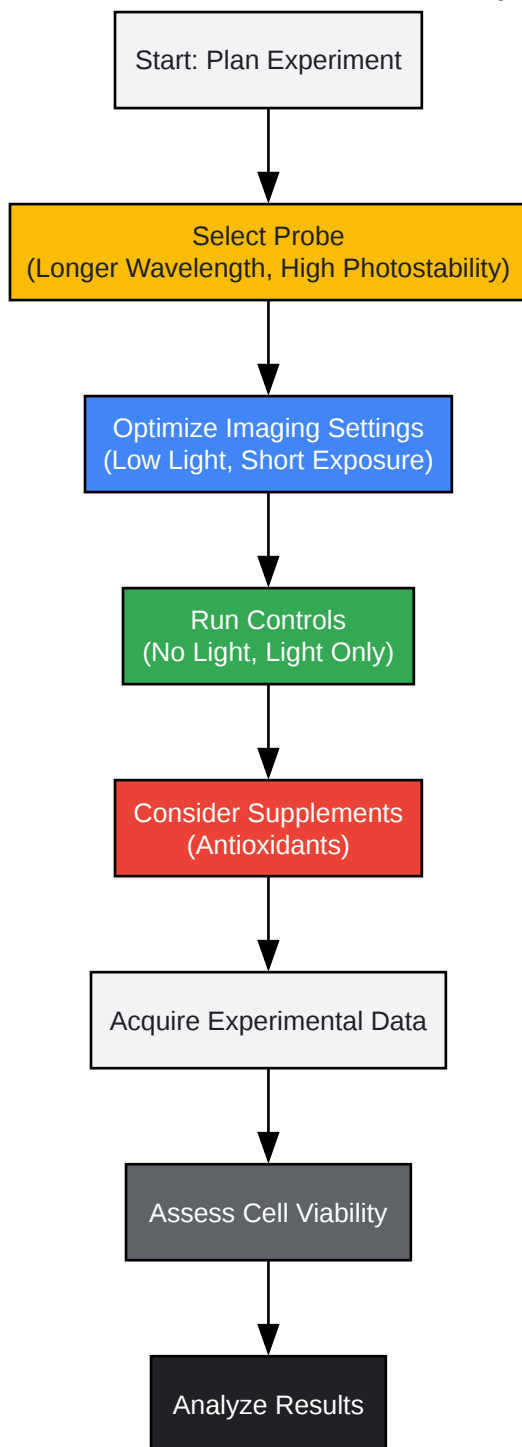 Start: Plan Experiment
Select Probe
(Longer Wavelength, High Photostability)
Optimize Imaging Settings
(Low Light, Short Exposure)
Run Controls
(No Light, Light Only)
Consider Supplements
(Antioxidants)
Acquire Experimental Data
Assess Cell Viability
Analyze Results